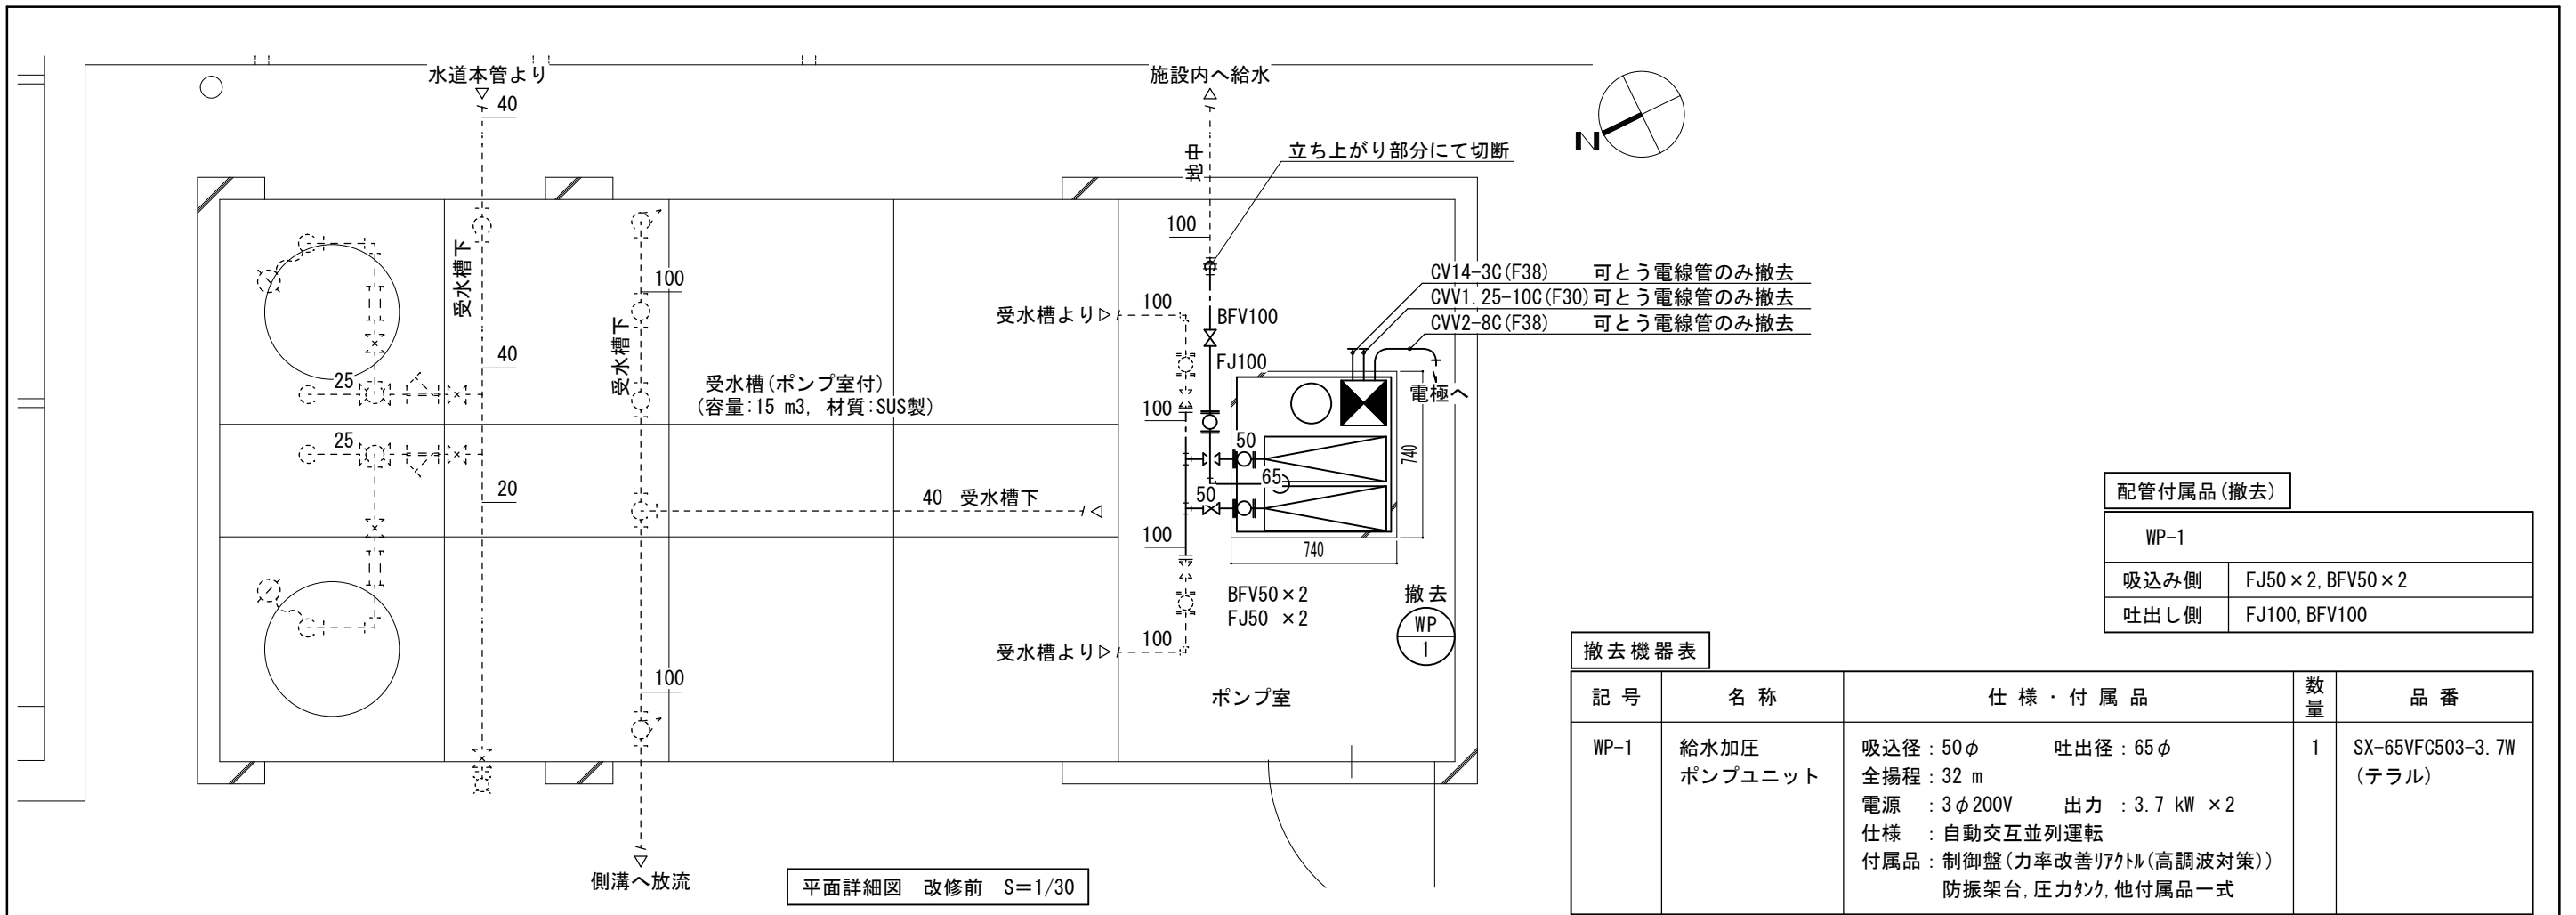 水道本管より
40
施設内へ給水
N
地中
立ち上がり部分にて切断
100
受水槽下
100
受水槽下
CV14-3C(F38) 可とう電線管のみ撤去
CVV1.25-10C(F30)可とう電線管のみ撤去
CVV2-8C(F38) 可とう電線管のみ撤去
受水槽より
100
BFV100
FJ100
40
25
受水槽(ポンプ室付)
(容量:15 m3, 材質:SUS製)
電極へ
100
25
50
740
65
20
40 受水槽下
50
100
740
BFV50×2
FJ50 ×2
撤去
WP
1
受水槽より
100
100
ポンプ室
側溝へ放流
平面詳細図 改修前 S=1/30
配管付属品(撤去)
WP-1
吸込み側 FJ50×2,BFV50×2
吐出し側 FJ100,BFV100
撤去機器表
記号 名称 仕様・付属品 数量 品番
WP-1 給水加圧 吸込径:50φ 吐出径:65φ 1 SX-65VFC503-3.7W
ポンプユニット 全揚程:32 m (テラル)
電源 :3φ200V 出力 :3.7 kW ×2
仕様 :自動交互並列運転
付属品:制御盤(力率改善ﾘｱｸﾄﾙ(高調波対策))
防振架台,圧力ﾀﾝｸ,他付属品一式